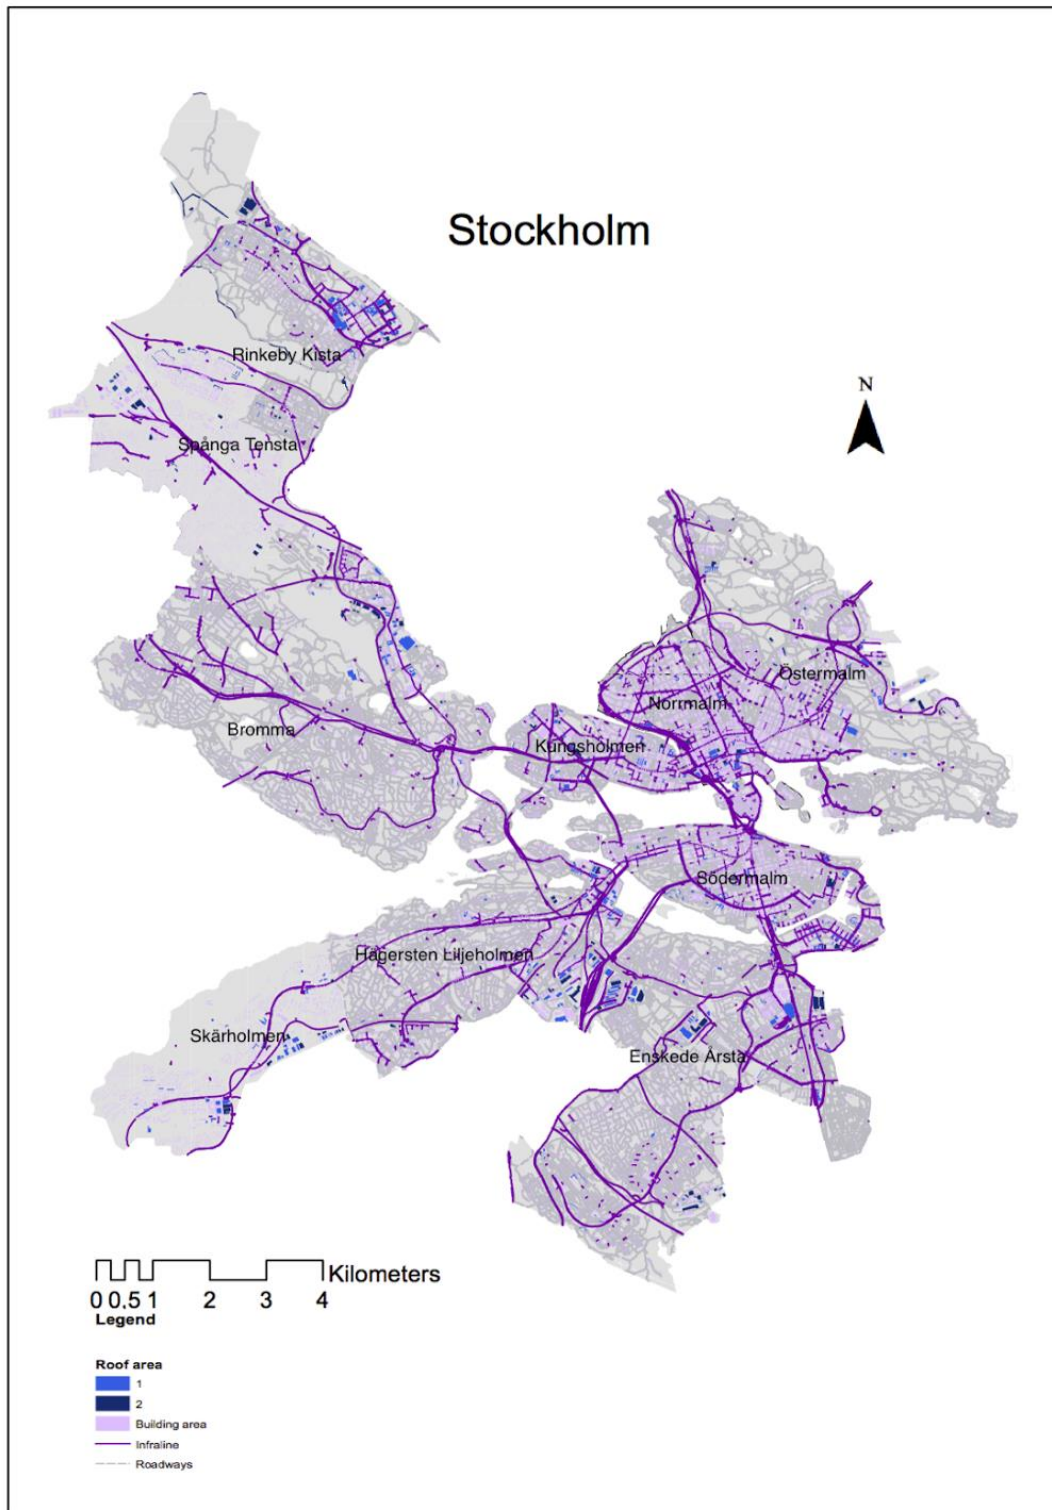 Stockholm
Rinkeby Kista
N
Spånga Tensta
Östermalm
Norrmalm
Bromma
Kungsholmen
Södermalm
Hägersten Liljeholmen
Skärholmen
Enskede Årsta
Kilometers
0 0.5 1 2 3 4
Legend
Roof area
1
2
Building area
Infraline
Roadways